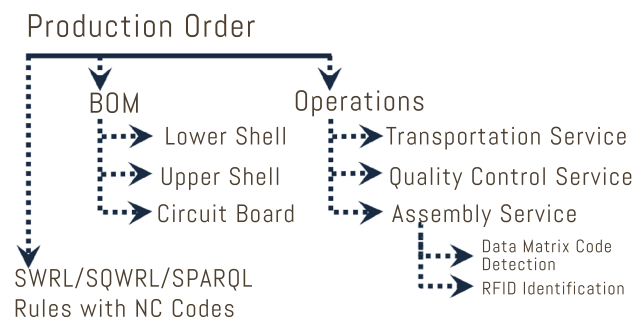 Production Order
BOM
Lower Shell
Upper Shell
Circuit Board
Operations
Transportation Service
Quality Control Service
Assembly Service
Data Matrix Code
Detection
RFID Identification
SWRL/SQWRL/SPARQL
Rules with NC Codes